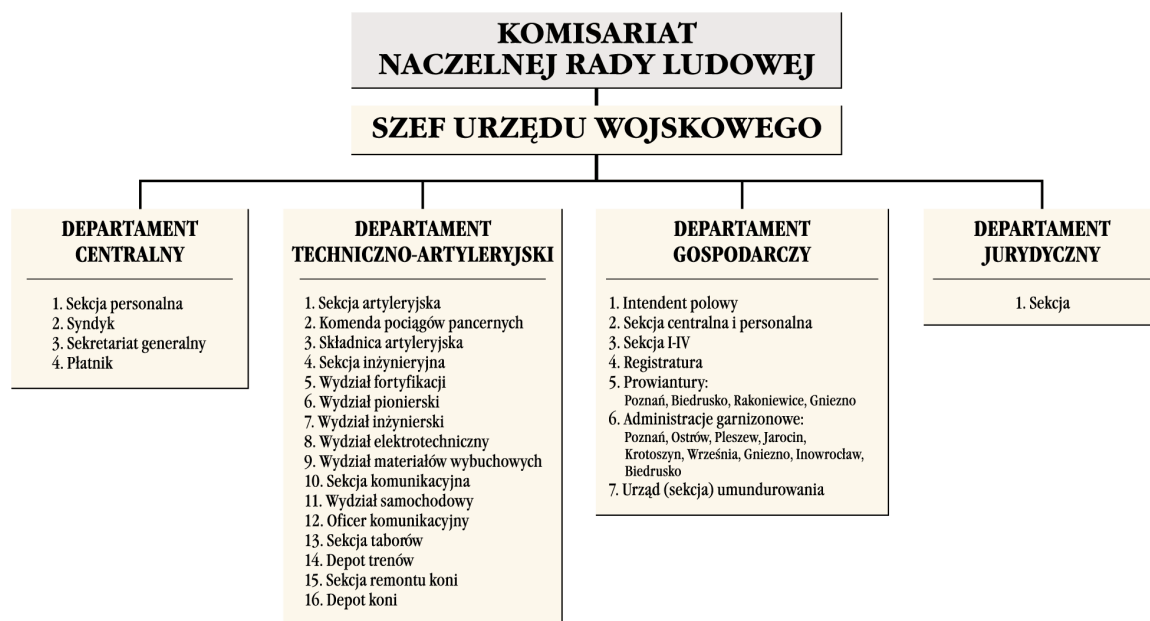 KOMISARIAT
NACZELNEJ RADY LUDOWEJ
SZEF URZĘDU WOJSKOWEGO
DEPARTAMENT
CENTRALNY
1. Sekcja personalna
2. Syndyk
3. Sekretariat generalny
4. Płatnik
DEPARTAMENT
TECHNICZNO-ARTYLERYJSKI
1. Sekcja artyleryjska
2. Komenda pociągów pancernych
3. Składnica artyleryjska
4. Sekcja inżynieryjna
5. Wydział fortyfikacji
6. Wydział pionierski
7. Wydział inżynierski
8. Wydział elektrotechniczny
9. Wydział materiałów wybuchowych
10. Sekcja komunikacyjna
11. Wydział samochodowy
12. Oficer komunikacyjny
13. Sekcja taborów
14. Depot trenów
15. Sekcja remontu koni
16. Depot koni
DEPARTAMENT
GOSPODARCZY
1. Intendent polowy
2. Sekcja centralna i personalna
3. Sekcja I-IV
4. Registratura
5. Prowiantury:
Poznań, Biedrusko, Rakoniewice, Gniezno
6. Administracje garnizonowe:
Poznań, Ostrów, Pleszew, Jarocin,
Krotoszyn, Września, Gniezno, Inowrocław,
Biedrusko
7. Urząd (sekcja) umundurowania
DEPARTAMENT
JURYDYCZNY
1. Sekcja